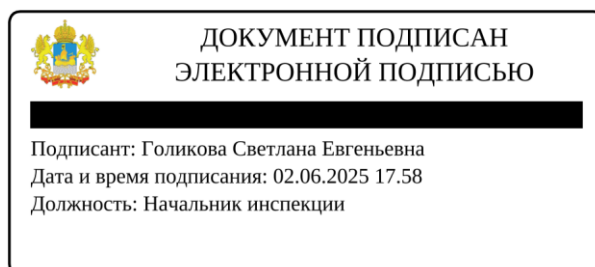 ДОКУМЕНТ ПОДПИСАН
ЭЛЕКТРОННОЙ ПОДПИСЬЮ
Подписант: Голикова Светлана Евгеньевна
Дата и время подписания: 02.06.2025 17.58
Должность: Начальник инспекции